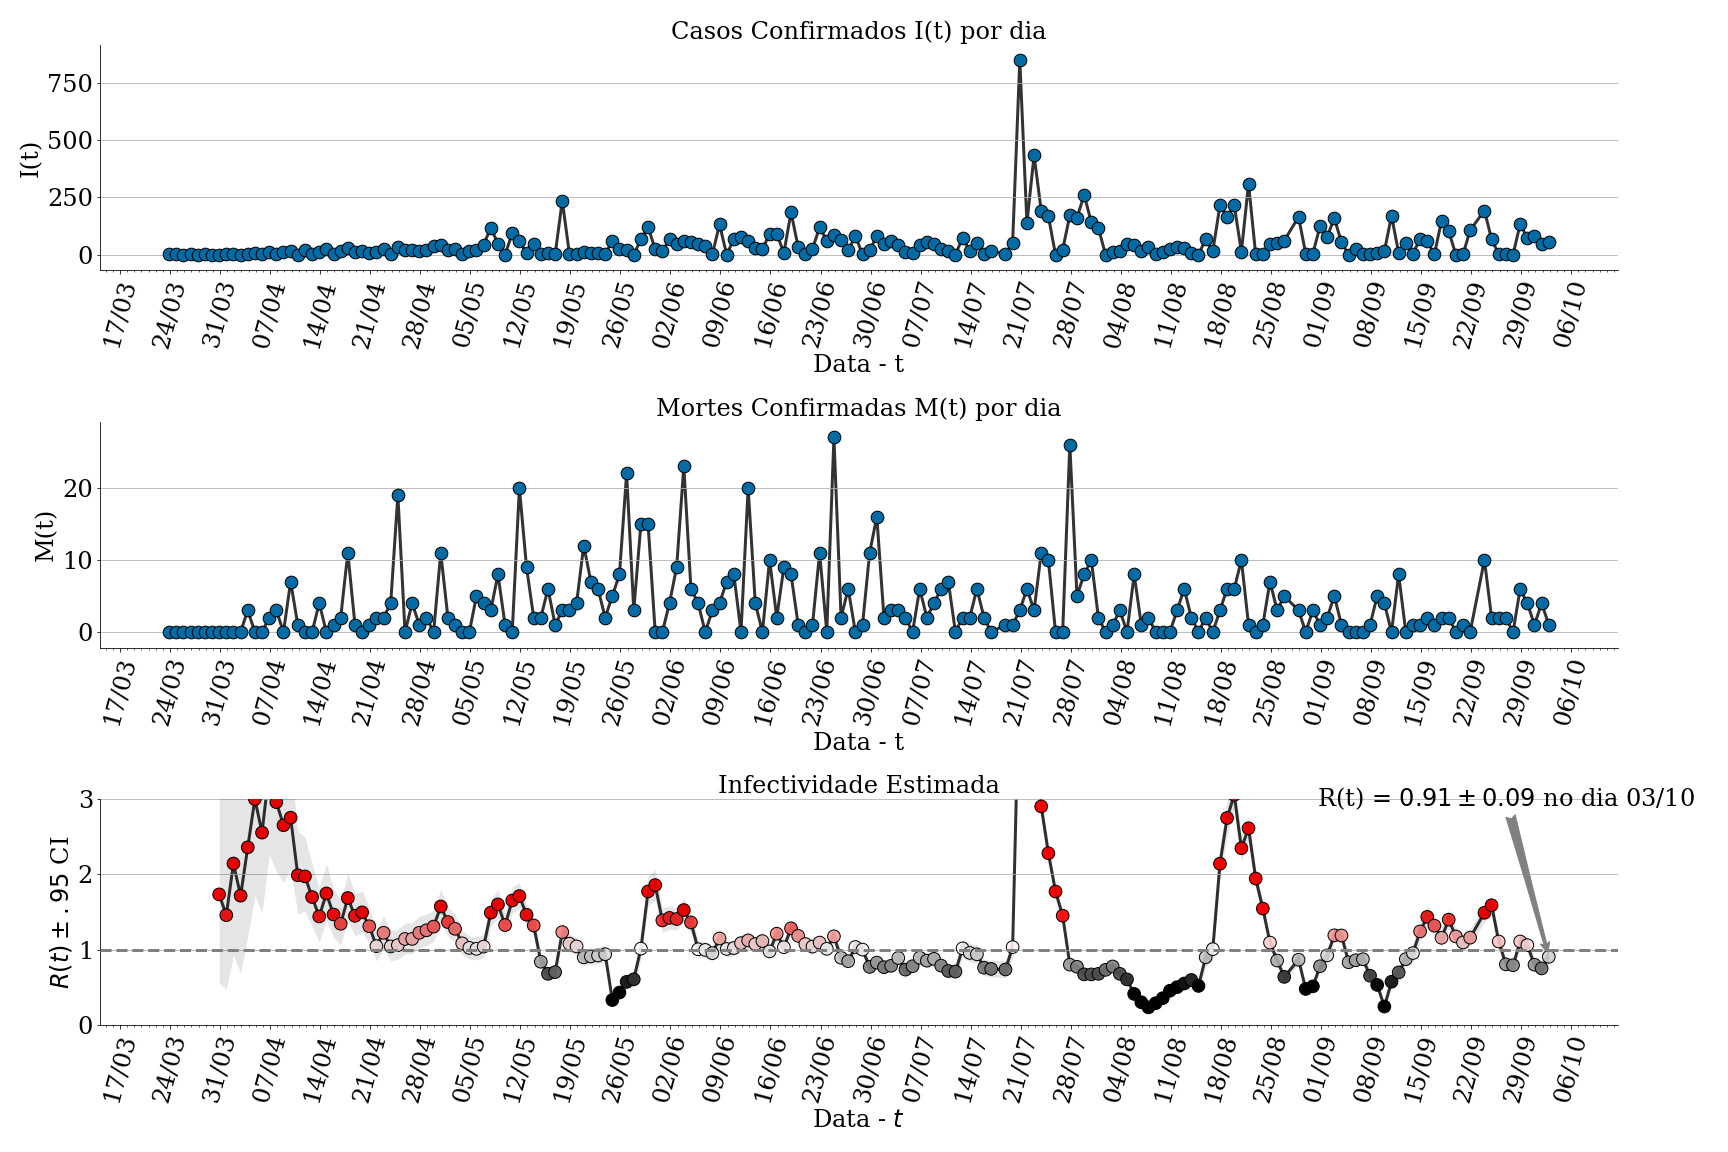 Casos Confirmados I(t) por dia
I(t)
750
500
250
0
17/03 24/03 31/03 07/04 14/04 21/04 28/04 05/05 12/05 19/05 26/05 02/06 09/06 16/06 23/06 30/06 07/07 14/07 21/07 28/07 04/08 11/08 18/08 25/08 01/09 08/09 15/09 22/09 29/09 06/10
Data - t
Mortes Confirmadas M(t) por dia
M(t)
20
10
0
17/03 24/03 31/03 07/04 14/04 21/04 28/04 05/05 12/05 19/05 26/05 02/06 09/06 16/06 23/06 30/06 07/07 14/07 21/07 28/07 04/08 11/08 18/08 25/08 01/09 08/09 15/09 22/09 29/09 06/10
Data - t
Infectividade Estimada
R(t) = 0.91 ± 0.09 no dia 03/10
R(t) ± .95 CI
3
2
1
0
17/03 24/03 31/03 07/04 14/04 21/04 28/04 05/05 12/05 19/05 26/05 02/06 09/06 16/06 23/06 30/06 07/07 14/07 21/07 28/07 04/08 11/08 18/08 25/08 01/09 08/09 15/09 22/09 29/09 06/10
Data - t